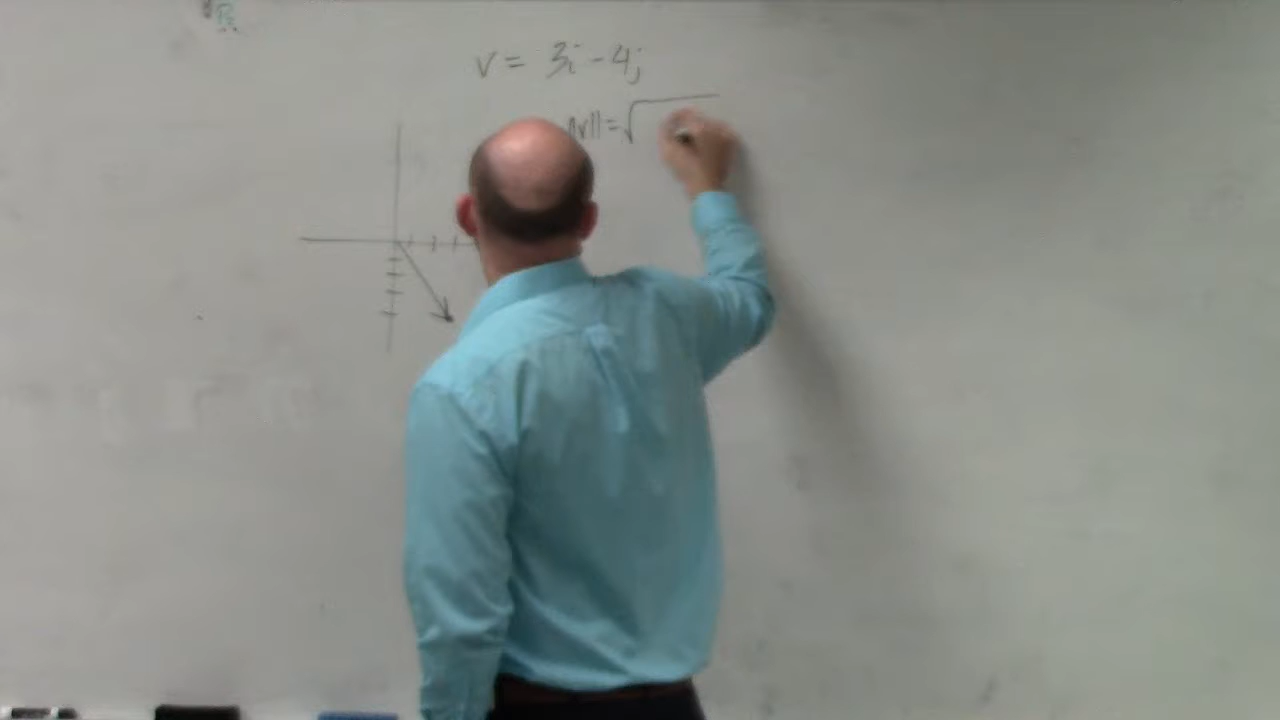 v = 3i - 4j
||v|| = √